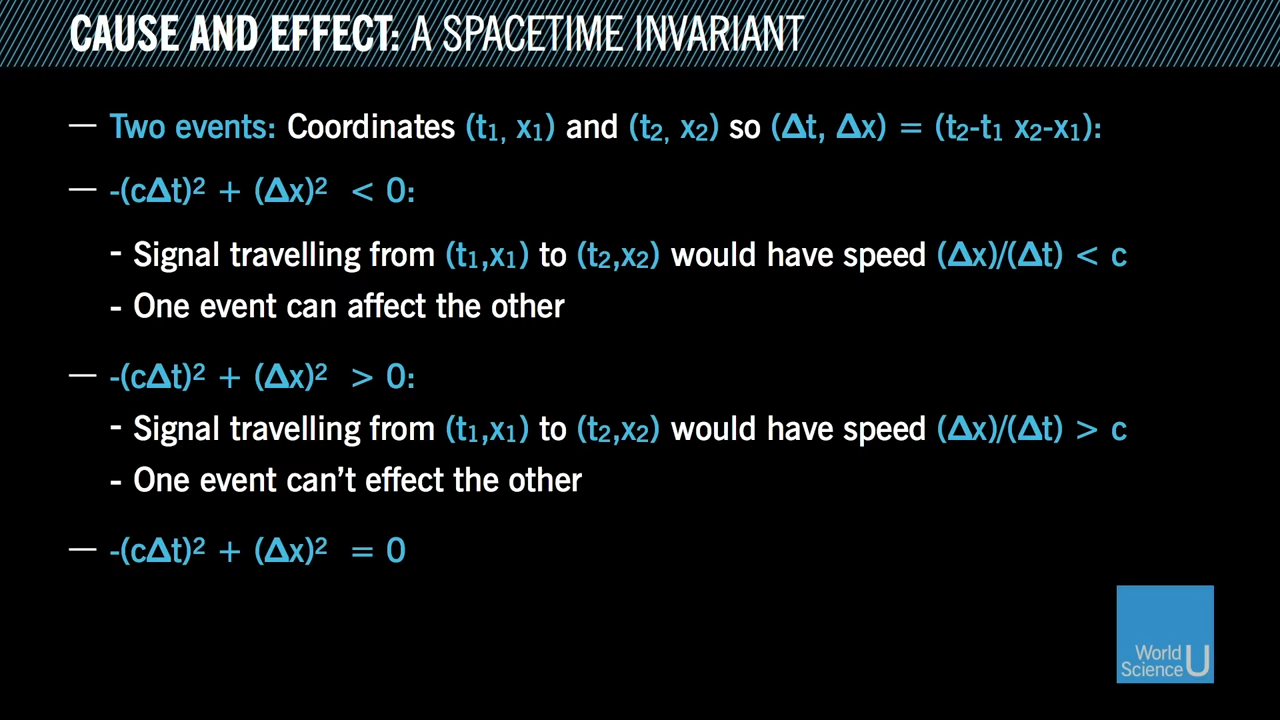 CAUSE AND EFFECT: A SPACETIME INVARIANT
— Two events: Coordinates (t₁, x₁) and (t₂, x₂) so (Δt, Δx) = (t₂-t₁ x₂-x₁):
— -(cΔt)² + (Δx)² < 0:
- Signal travelling from (t₁,x₁) to (t₂,x₂) would have speed (Δx)/(Δt) < c
- One event can affect the other
— -(cΔt)² + (Δx)² > 0:
- Signal travelling from (t₁,x₁) to (t₂,x₂) would have speed (Δx)/(Δt) > c
- One event can’t effect the other
— -(cΔt)² + (Δx)² = 0
World
Science U